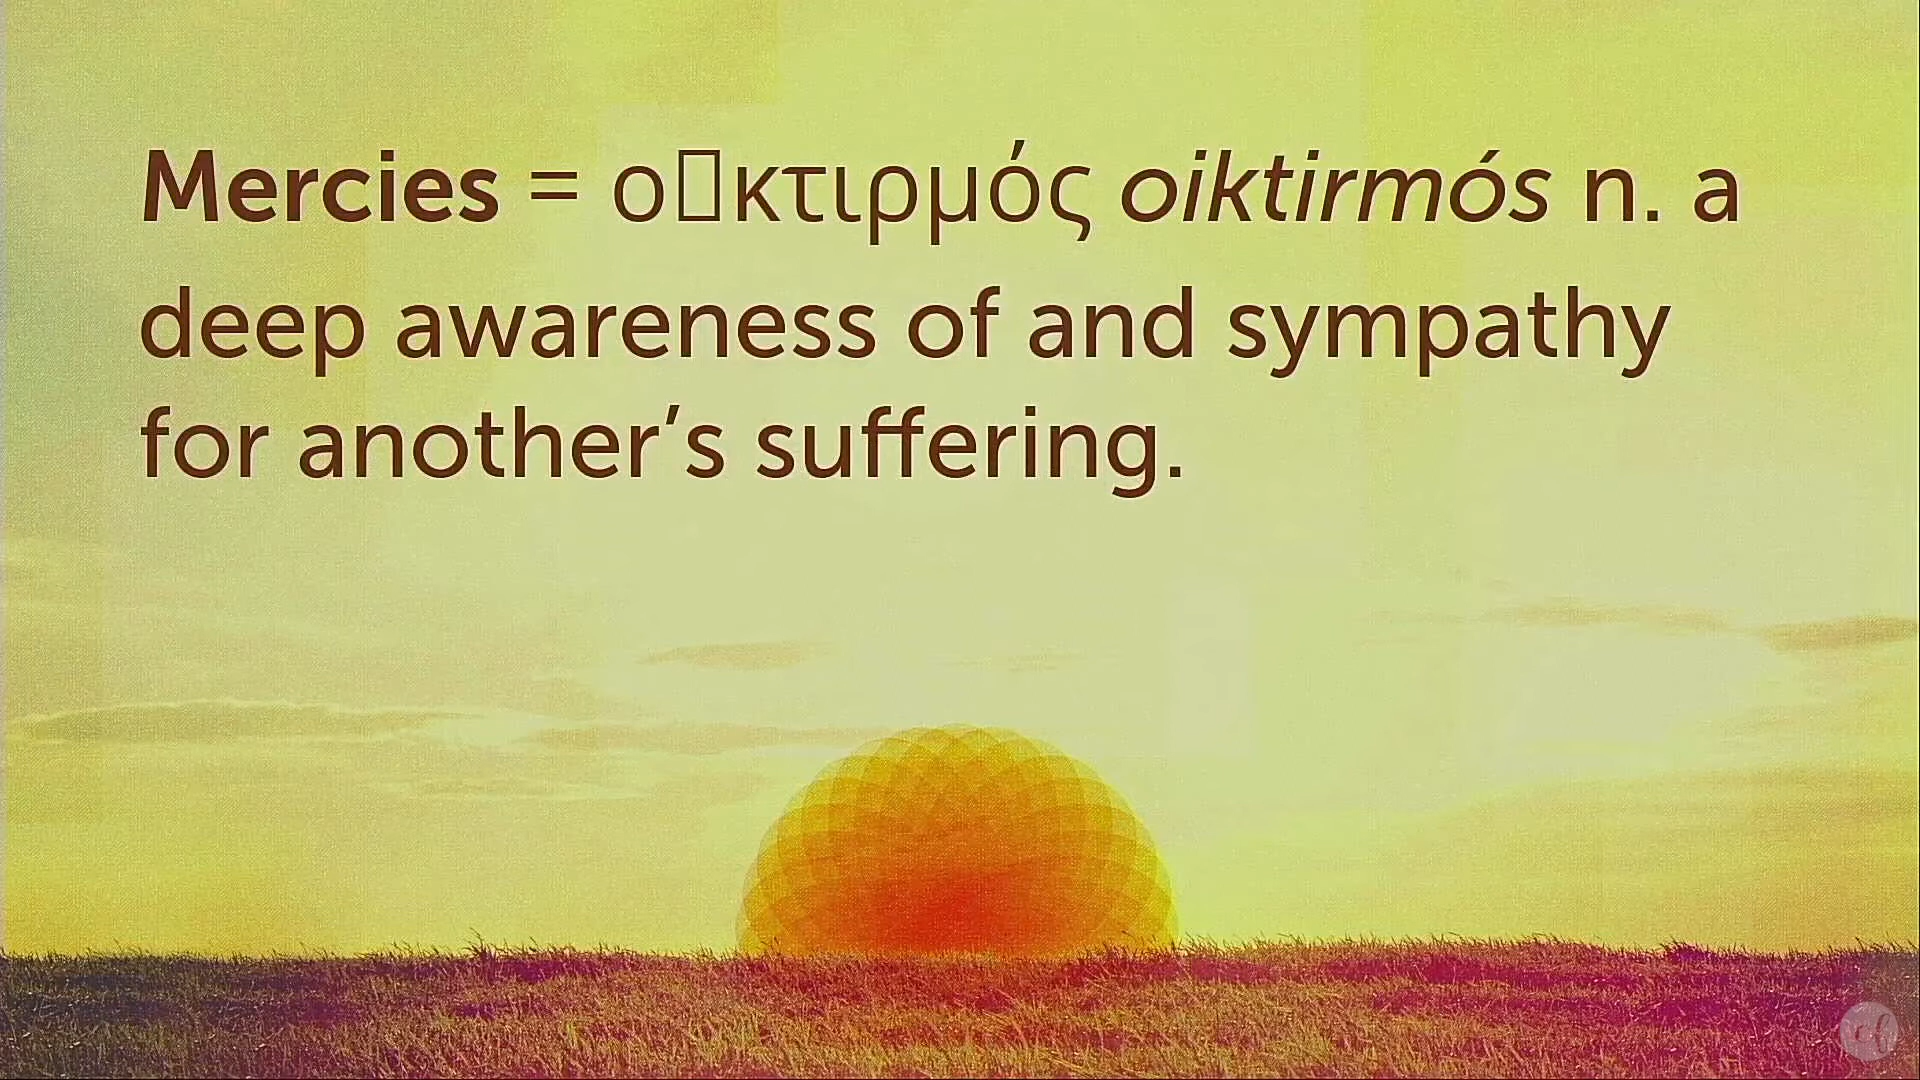 Mercies = ο▯κτιρμός oiktirmós n. a
deep awareness of and sympathy
for another’s suffering.